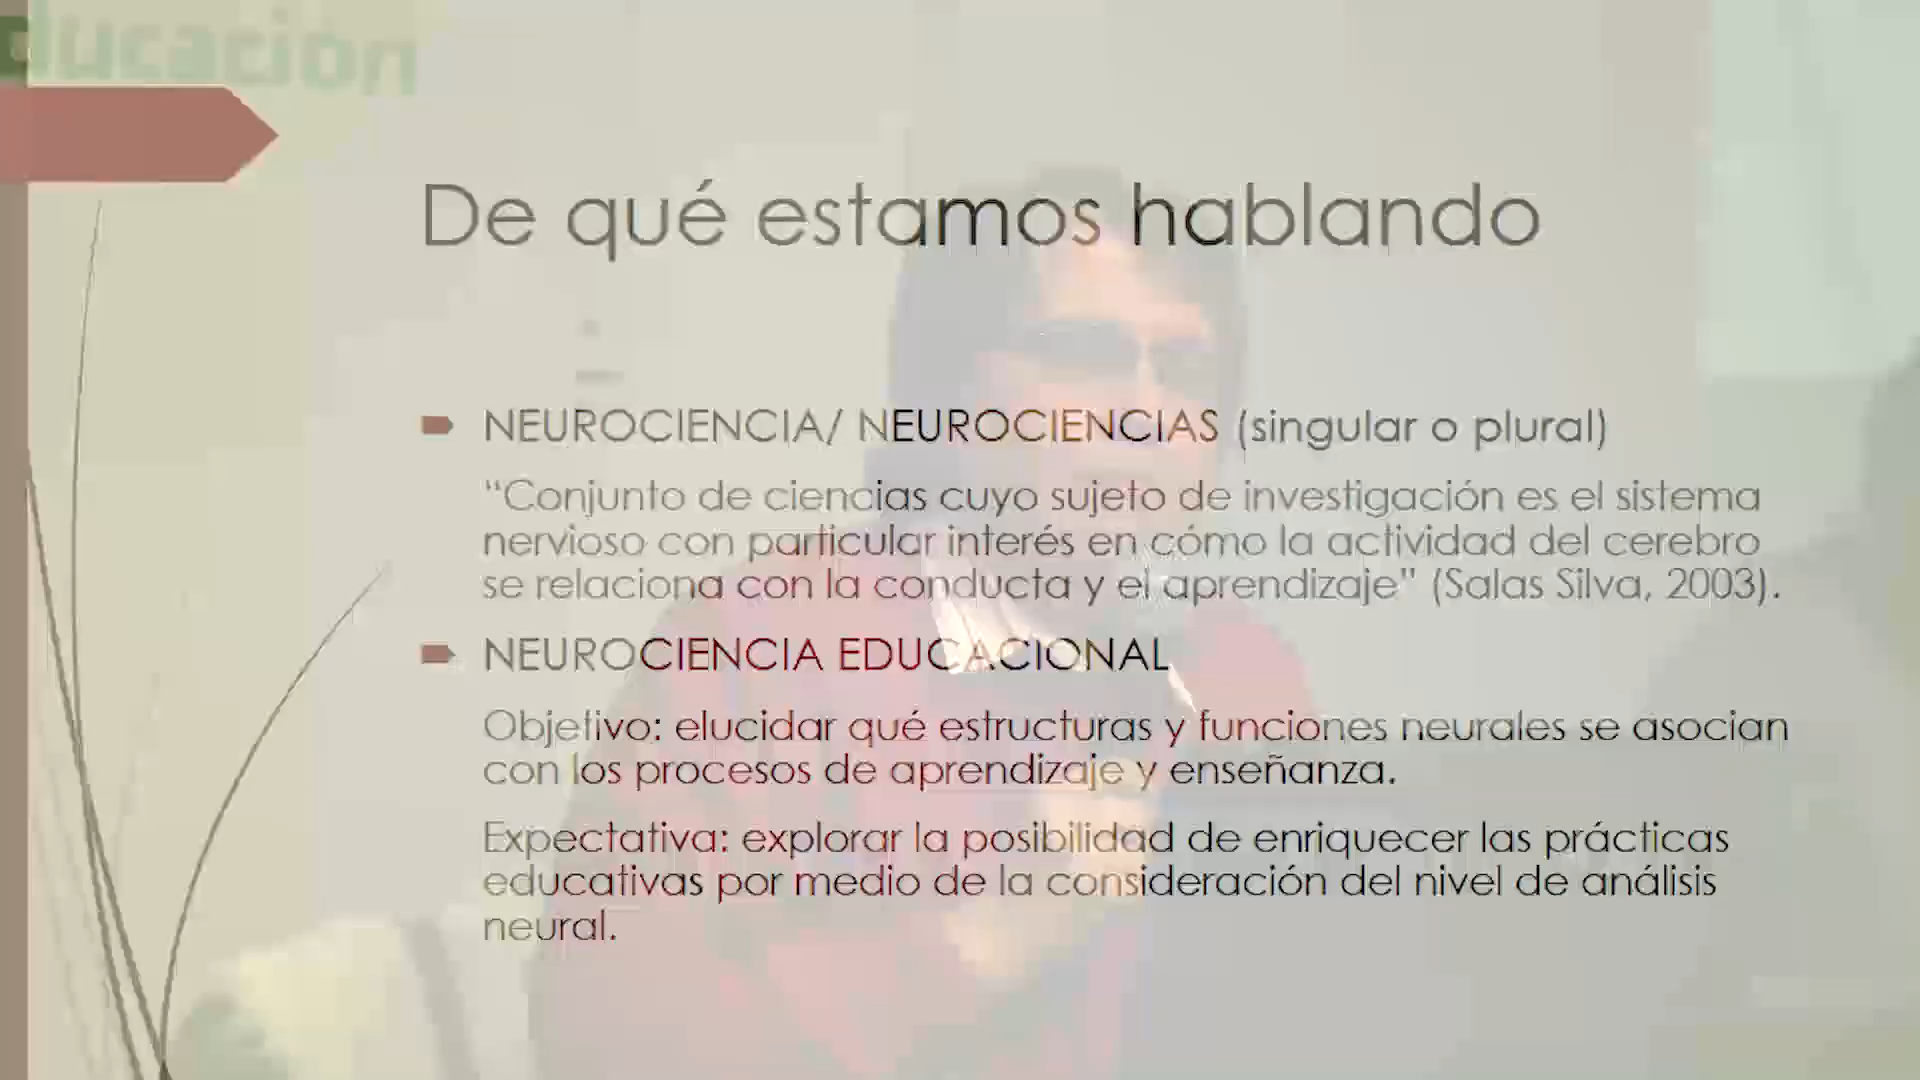 ducación
De qué estamos hablando
NEUROCIENCIA/ NEUROCIENCIAS (singular o plural)
“Conjunto de ciencias cuyo sujeto de investigación es el sistema
nervioso con particular interés en cómo la actividad del cerebro
se relaciona con la conducta y el aprendizaje” (Salas Silva, 2003).
NEUROCIENCIA EDUCACIONAL
Objetivo: elucidar qué estructuras y funciones neurales se asocian
con los procesos de aprendizaje y enseñanza.
Expectativa: explorar la posibilidad de enriquecer las prácticas
educativas por medio de la consideración del nivel de análisis
neural.